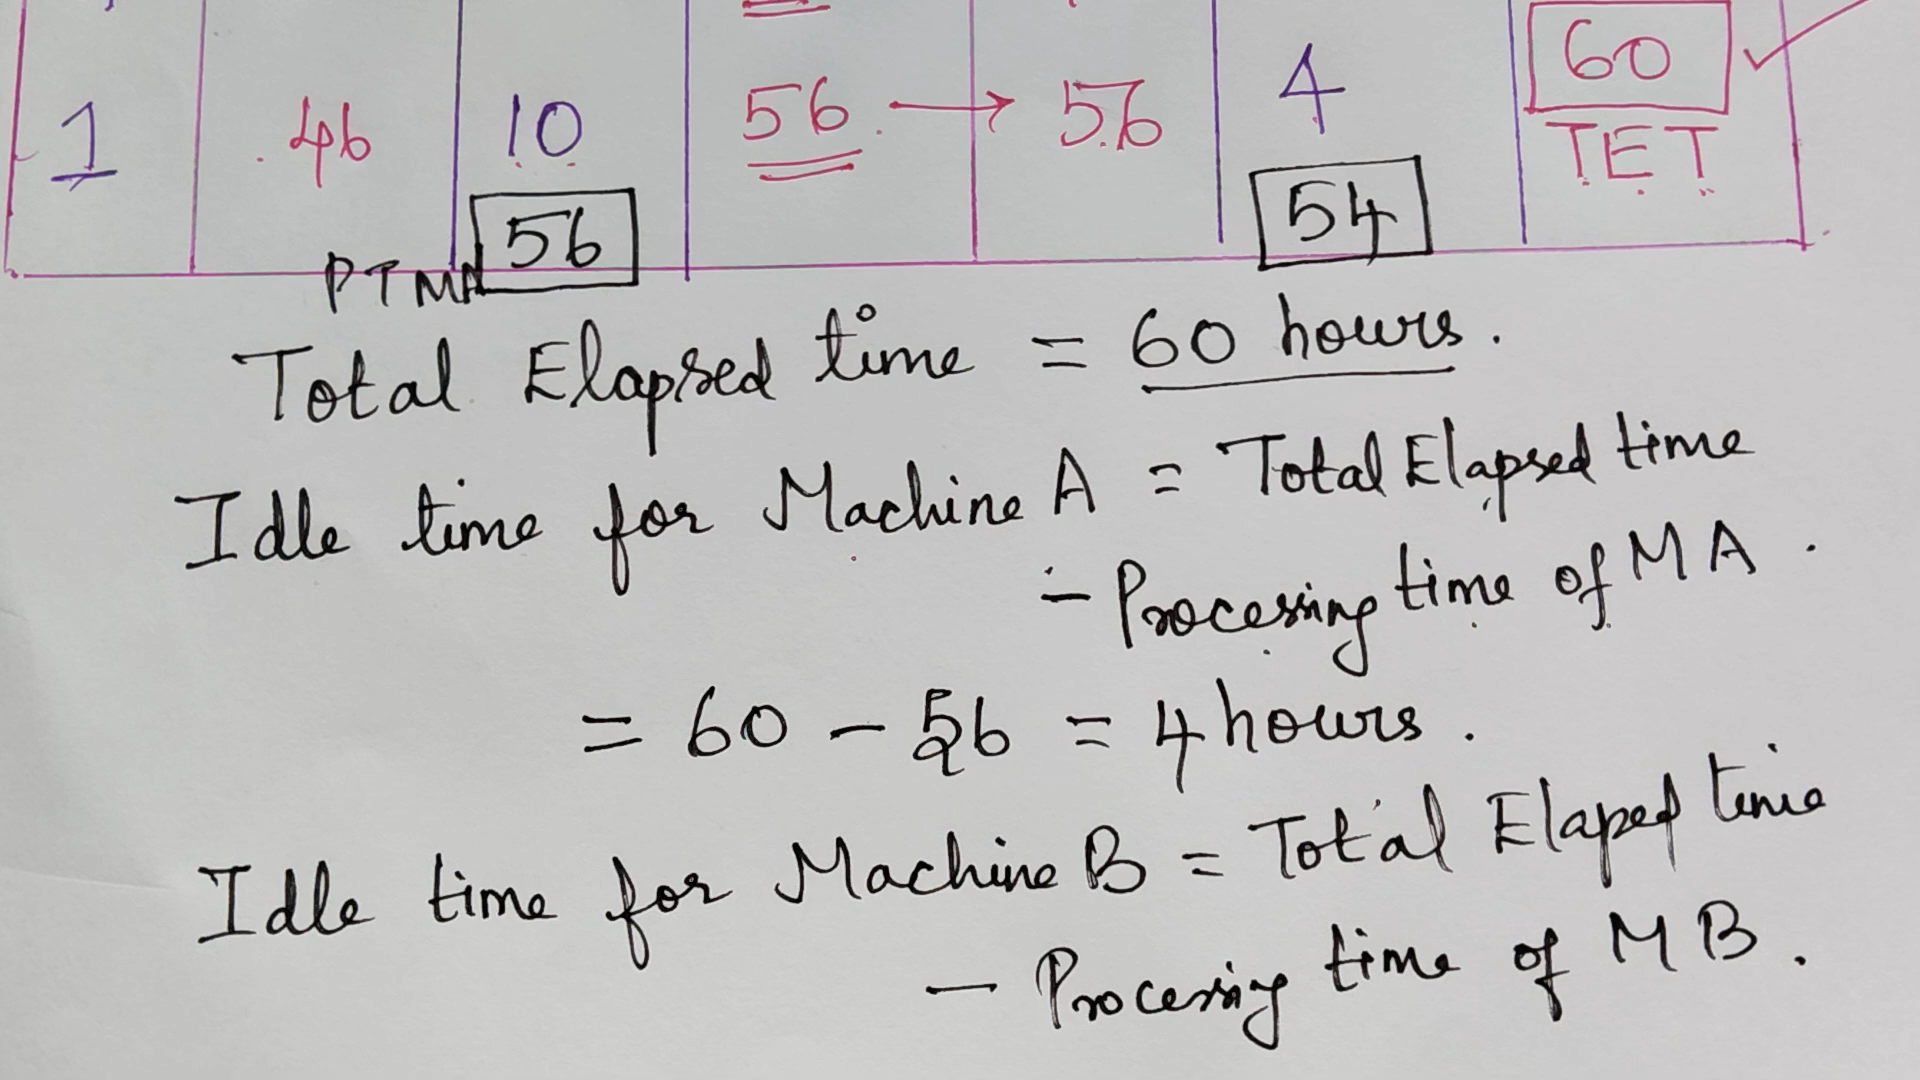 1 46 10 56 → 56 4 60
TET
56 54
PTMA
Total Elapsed time = 60 hours.
Idle time for Machine A = Total Elapsed time
- Processing time of MA.
= 60 - 56 = 4 hours.
Idle time for Machine B = Total Elaped time
- Processing time of MB.